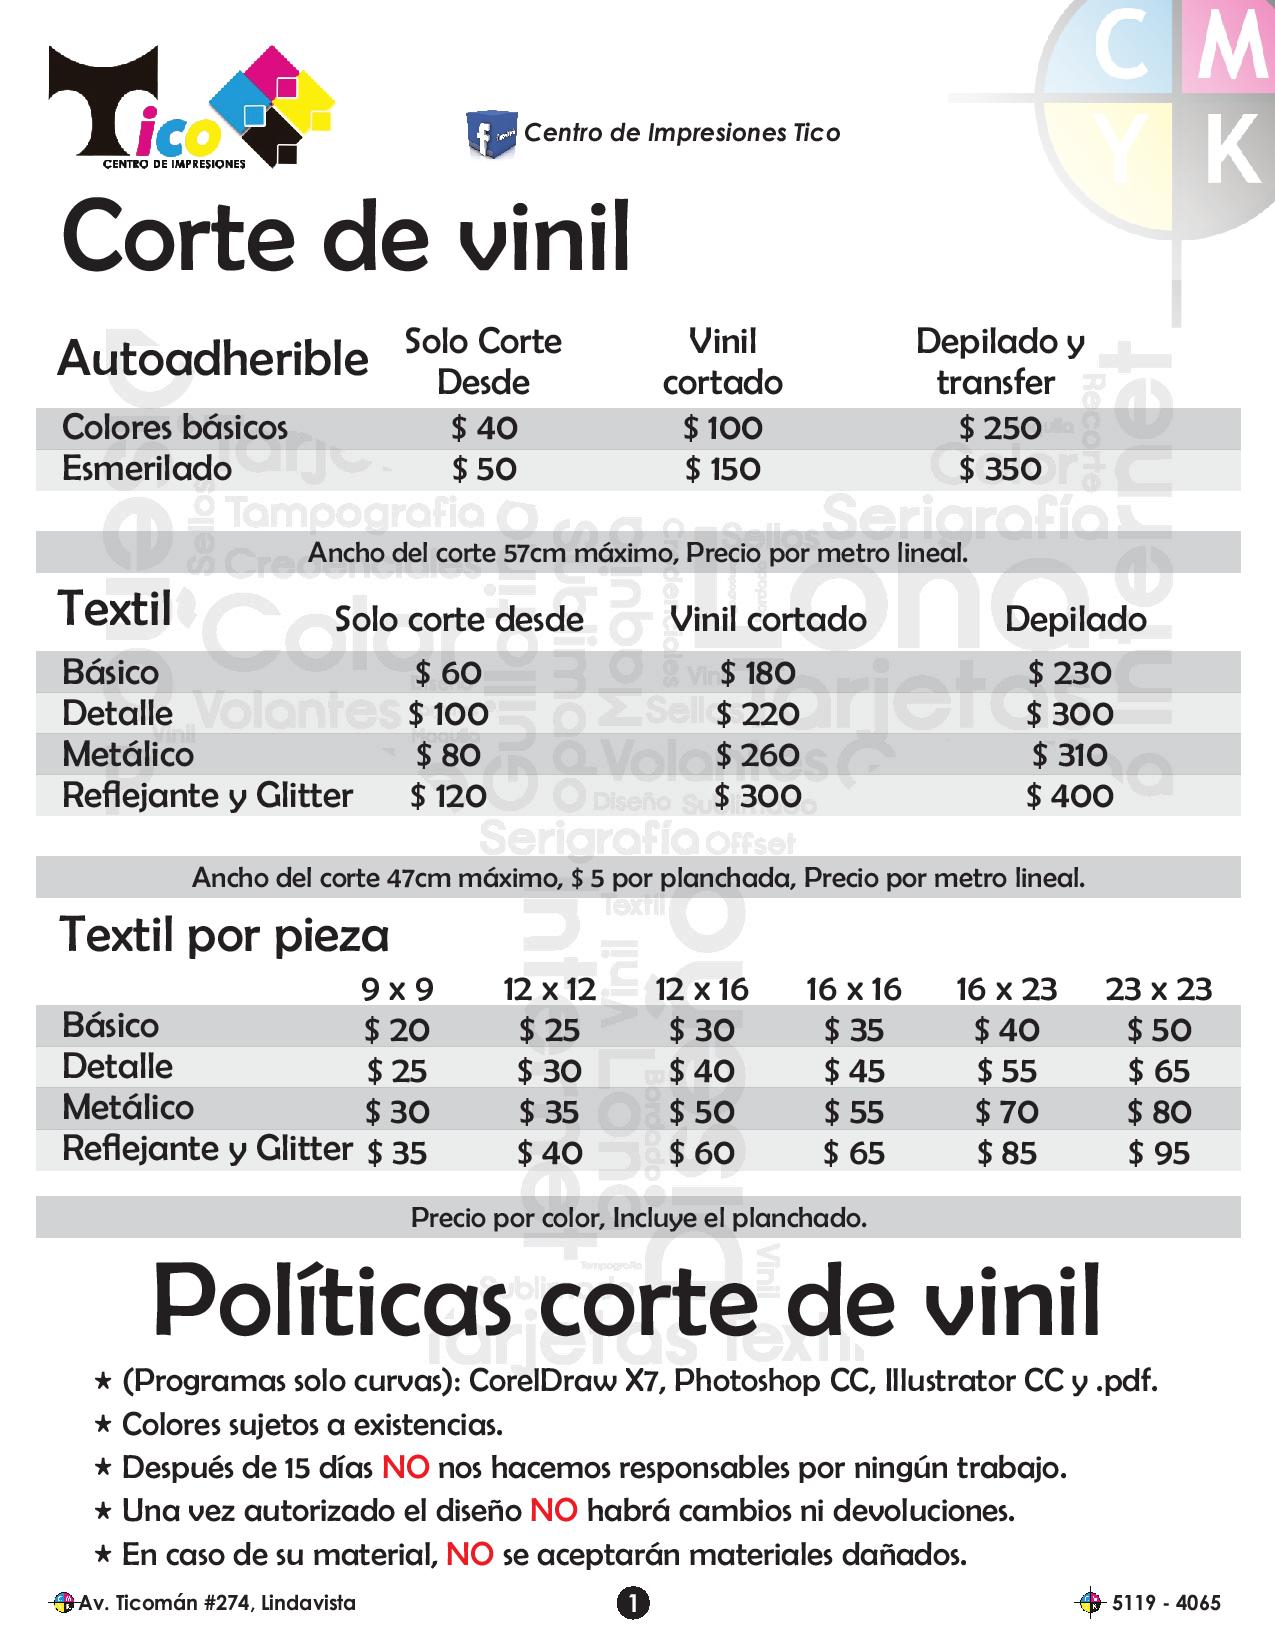 Tico
CENTRO DE IMPRESIONES
Centro de Impresiones Tico
C M
Y K
Corte de vinil
Autoadherible Solo Corte Desde Vinil cortado Depilado y transfer
Colores básicos $ 40 $ 100 $ 250
Esmerilado $ 50 $ 150 $ 350
Ancho del corte 57cm máximo, Precio por metro lineal.
Textil Solo corte desde Vinil cortado Depilado
Básico $ 60 $ 180 $ 230
Detalle $ 100 $ 220 $ 300
Metálico $ 80 $ 260 $ 310
Reflejante y Glitter $ 120 $ 300 $ 400
Ancho del corte 47cm máximo, $ 5 por planchada, Precio por metro lineal.
Textil por pieza
9 x 9 12 x 12 12 x 16 16 x 16 16 x 23 23 x 23
Básico $ 20 $ 25 $ 30 $ 35 $ 40 $ 50
Detalle $ 25 $ 30 $ 40 $ 45 $ 55 $ 65
Metálico $ 30 $ 35 $ 50 $ 55 $ 70 $ 80
Reflejante y Glitter $ 35 $ 40 $ 60 $ 65 $ 85 $ 95
Precio por color, Incluye el planchado.
Políticas corte de vinil
★ (Programas solo curvas): CorelDraw X7, Photoshop CC, Illustrator CC y .pdf.
★ Colores sujetos a existencias.
★ Después de 15 días NO nos hacemos responsables por ningún trabajo.
★ Una vez autorizado el diseño NO habrá cambios ni devoluciones.
★ En caso de su material, NO se aceptarán materiales dañados.
Av. Ticomán #274, Lindavista 1 5119 - 4065